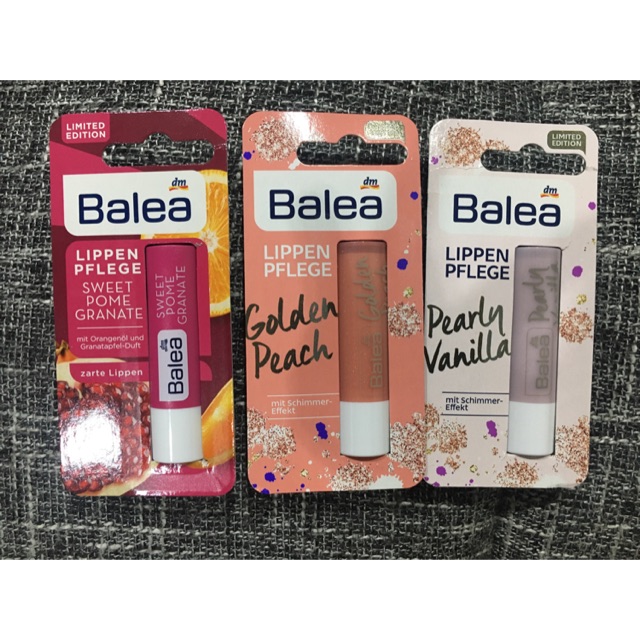 LIMITED
EDITION
dm
Balea
LIPPEN
PFLEGE
SWEET
POME
GRANATE
mit Orangenöl und
Granatapfel-Duft
zarte Lippen
SWEET
POME
GRANATE
Balea
dm
Balea
LIPPEN
PFLEGE
Golden
Peach
mit Schimmer-
Effekt
Balea
Golden
LIMITED
EDITION
dm
Balea
LIPPEN
PFLEGE
Pearly
Vanilla
mit Schimmer-
Effekt
Balea
Pearly